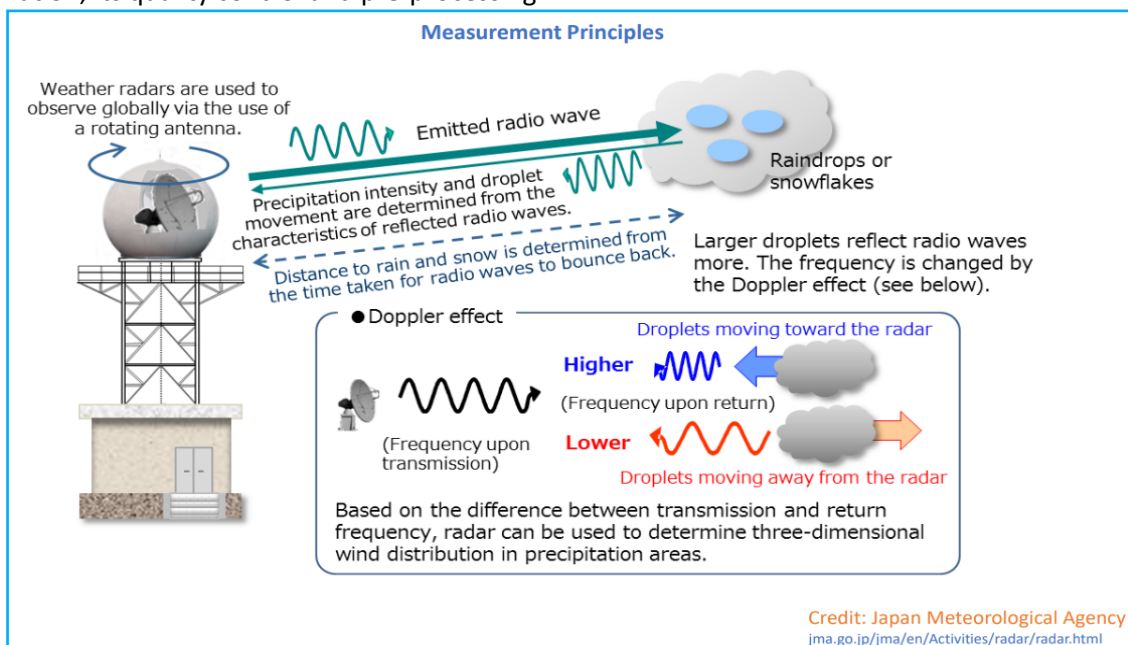 Measurement Principles
Weather radars are used to
observe globally via the use of
a rotating antenna.
Emitted radio wave
Raindrops or
snowflakes
Precipitation intensity and droplet
movement are determined from the
characteristics of reflected radio waves.
Distance to rain and snow is determined from
the time taken for radio waves to bounce back.
Larger droplets reflect radio waves
more. The frequency is changed by
the Doppler effect (see below).
●Doppler effect
Droplets moving toward the radar
Higher
(Frequency upon return)
(Frequency upon
transmission)
Lower
Droplets moving away from the radar
Based on the difference between transmission and return
frequency, radar can be used to determine three-dimensional
wind distribution in precipitation areas.
Credit: Japan Meteorological Agency
jma.go.jp/jma/en/Activities/radar/radar.html